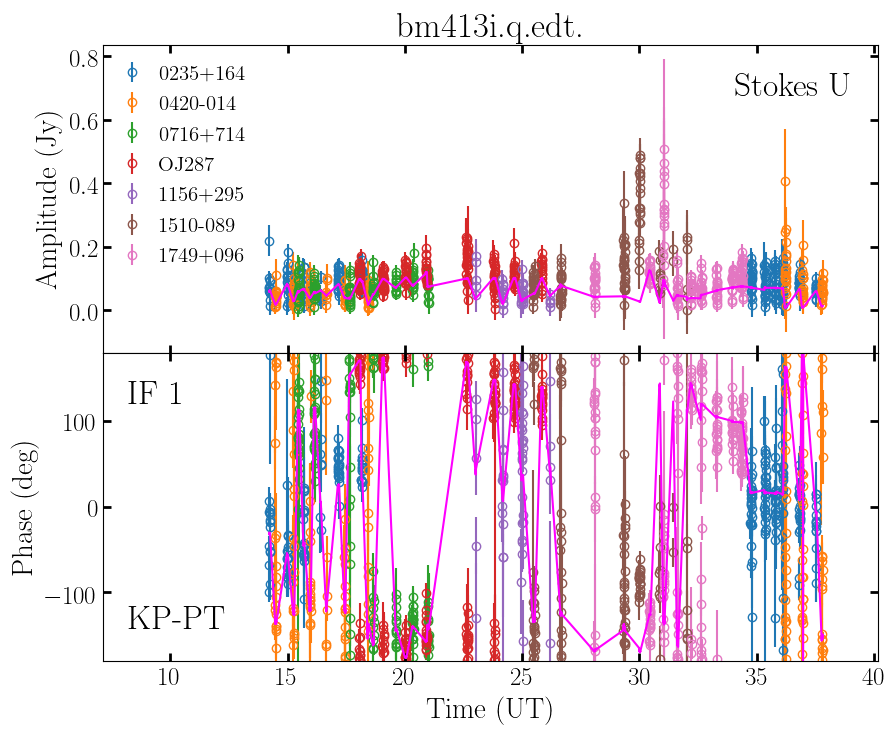 bm413i.q.edt.
Stokes U
0235+164
0420-014
0716+714
OJ287
1156+295
1510-089
1749+096
Amplitude (Jy)
0.8
0.6
0.4
0.2
0.0
IF 1
KP-PT
Phase (deg)
100
0
−100
10 15 20 25 30 35 40
Time (UT)